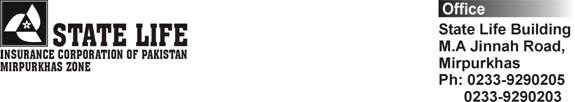 STATE LIFE
INSURANCE CORPORATION OF PAKISTAN
MIRPURKHAS ZONE
Office
State Life Building
M.A Jinnah Road,
Mirpurkhas
Ph: 0233-9290205
0233-9290203